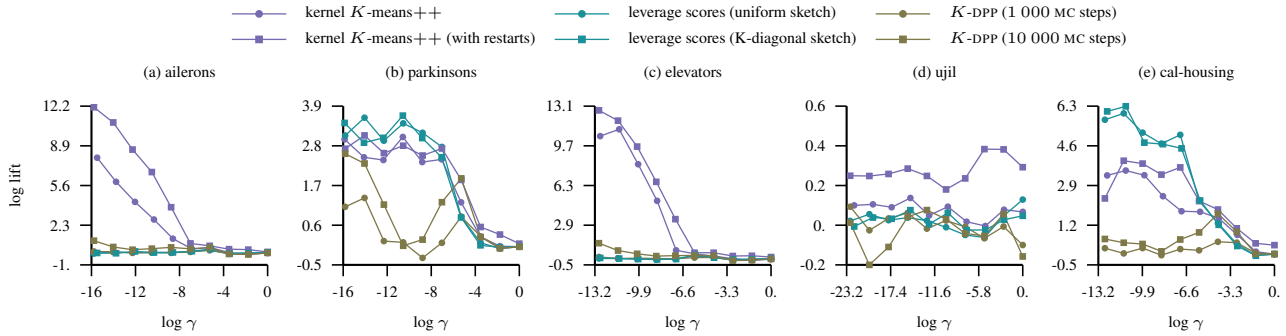 kernel K-means++ leverage scores (uniform sketch) K-DPP (1 000 MC steps)
kernel K-means++ (with restarts) leverage scores (K-diagonal sketch) K-DPP (10 000 MC steps)
(a) ailerons (b) parkinsons (c) elevators (d) ujil (e) cal-housing
12.2 3.9 13.1 0.6 6.3
8.9 2.8 9.7 0.4 4.6
log lift 5.6 1.7 6.3 0.2 2.9
2.3 0.6 2.9 0. 1.2
-1. -0.5 -0.5 -0.2 -0.5
-16 -12 -8 -4 0 -16 -12 -8 -4 0 -13.2 -9.9 -6.6 -3.3 0. -23.2 -17.4 -11.6 -5.8 0. -13.2 -9.9 -6.6 -3.3 0.
log γ log γ log γ log γ log γ